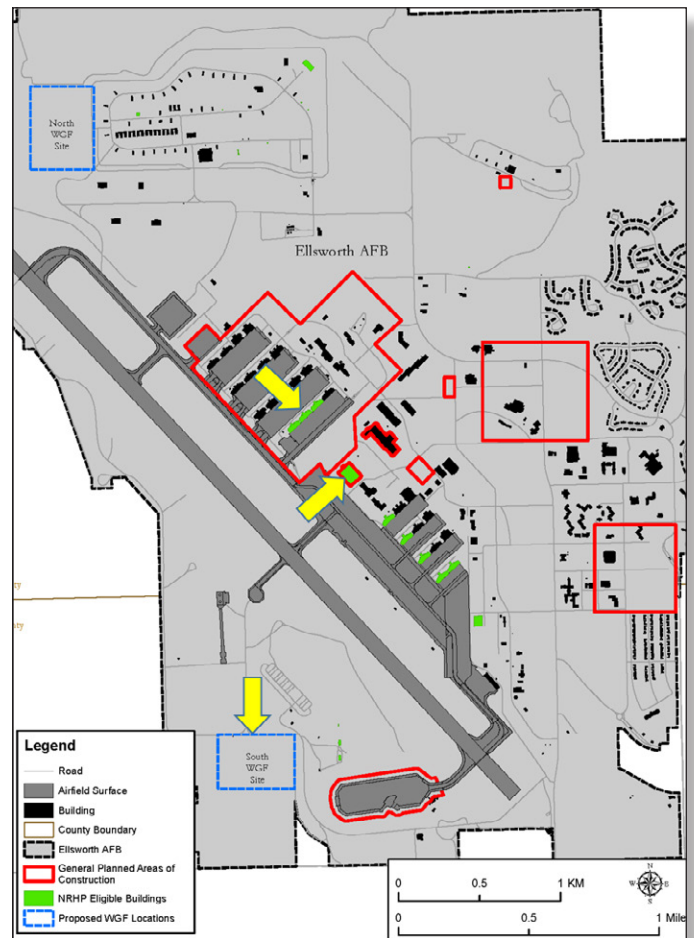 North
WGF
Site
Ellsworth AFB
ty
ty
South
WGF
Site
Legend
Road
Airfield Surface
Building
County Boundary
Ellsworth AFB
General Planned Areas of
Construction
NRHP Eligible Buildings
Proposed WGF Locations
N
W E
S
0 0.5 1 KM
0 0.5 1 Mile